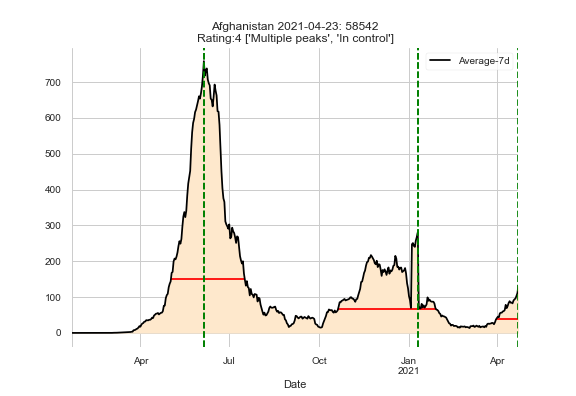 Afghanistan 2021-04-23: 58542
Rating:4 ['Multiple peaks', 'In control']
Average-7d
700
600
500
400
300
200
100
0
Apr
Jul
Oct
Jan
2021
Apr
Date